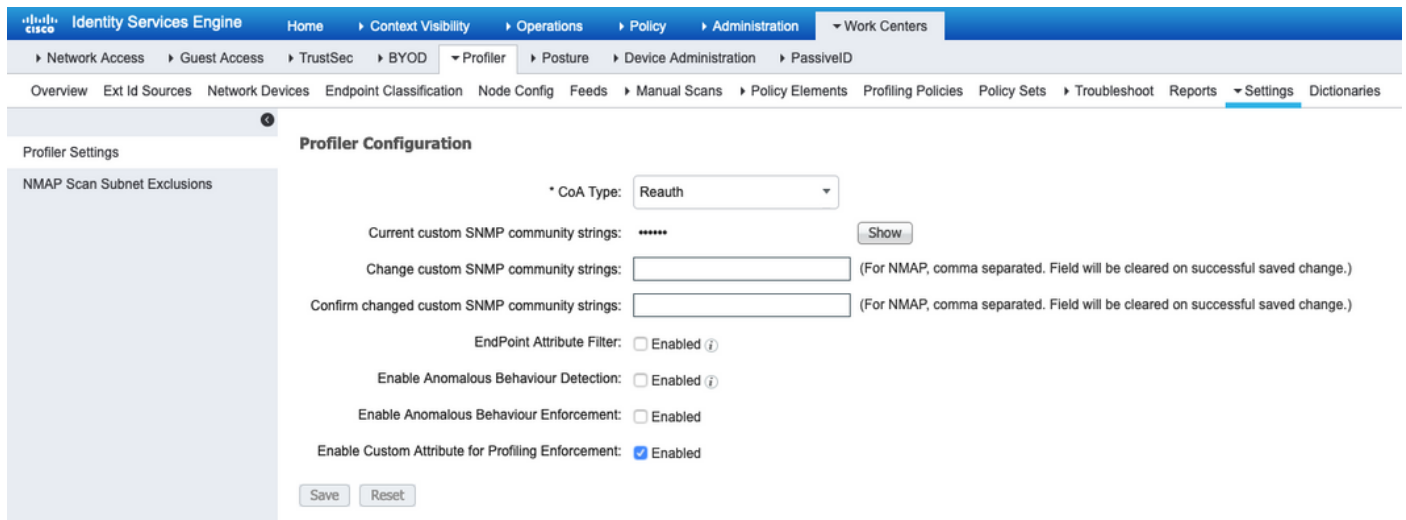 cisco Identity Services Engine Home Context Visibility Operations Policy Administration Work Centers
Network Access Guest Access TrustSec BYOD Profiler Posture Device Administration PassiveID
Overview Ext Id Sources Network Devices Endpoint Classification Node Config Feeds Manual Scans Policy Elements Profiling Policies Policy Sets Troubleshoot Reports Settings Dictionaries
Profiler Settings
NMAP Scan Subnet Exclusions
Profiler Configuration
* CoA Type: Reauth
Current custom SNMP community strings: •••••• Show
Change custom SNMP community strings: (For NMAP, comma separated. Field will be cleared on successful saved change.)
Confirm changed custom SNMP community strings: (For NMAP, comma separated. Field will be cleared on successful saved change.)
EndPoint Attribute Filter: Enabled
Enable Anomalous Behaviour Detection: Enabled
Enable Anomalous Behaviour Enforcement: Enabled
Enable Custom Attribute for Profiling Enforcement: Enabled
Save Reset